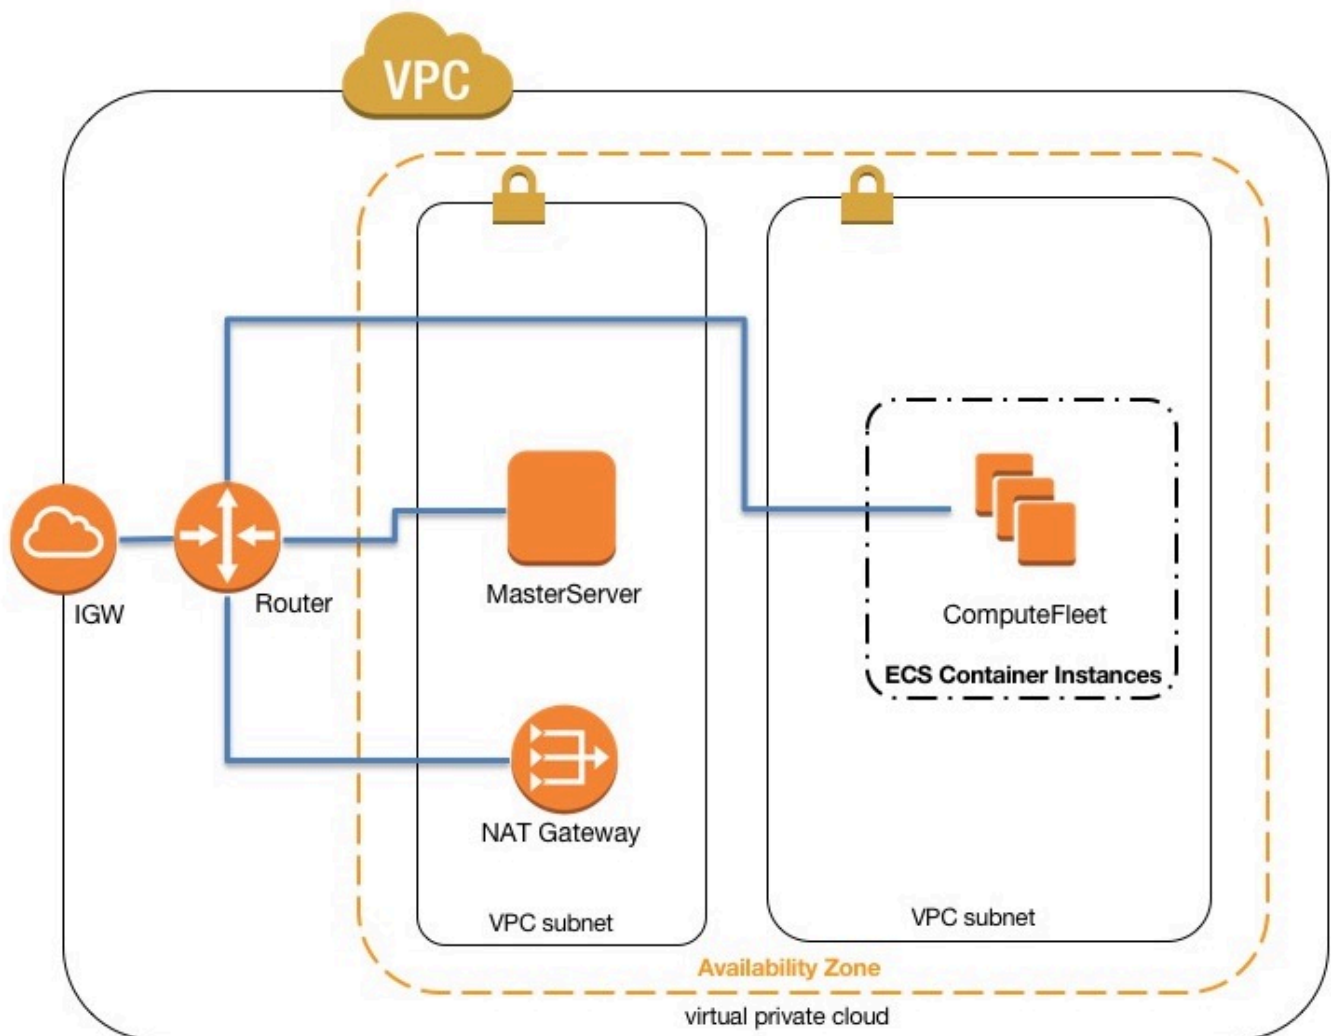 VPC
IGW
Router
MasterServer
NAT Gateway
VPC subnet
ComputeFleet
ECS Container Instances
VPC subnet
Availability Zone
virtual private cloud